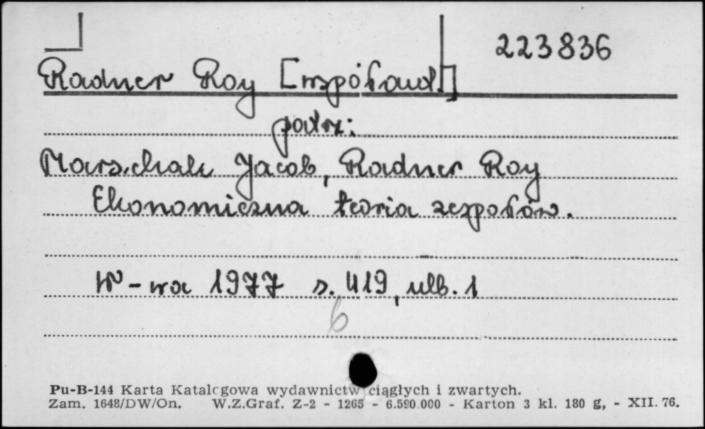 223836
Radner Roy [współaut.]
patrz:
Marschak Jacob, Radner Roy
Ekonomiczna teoria zespołów.
W-wa 1977 s. 419, ulb. 1
6
Pu-B-144 Karta Katalogowa wydawnictw ciągłych i zwartych.
Zam. 1648/DW/On. W.Z.Graf. Z-2 - 1265 - 6.590.000 - Karton 3 kl. 180 g, - XII. 76.